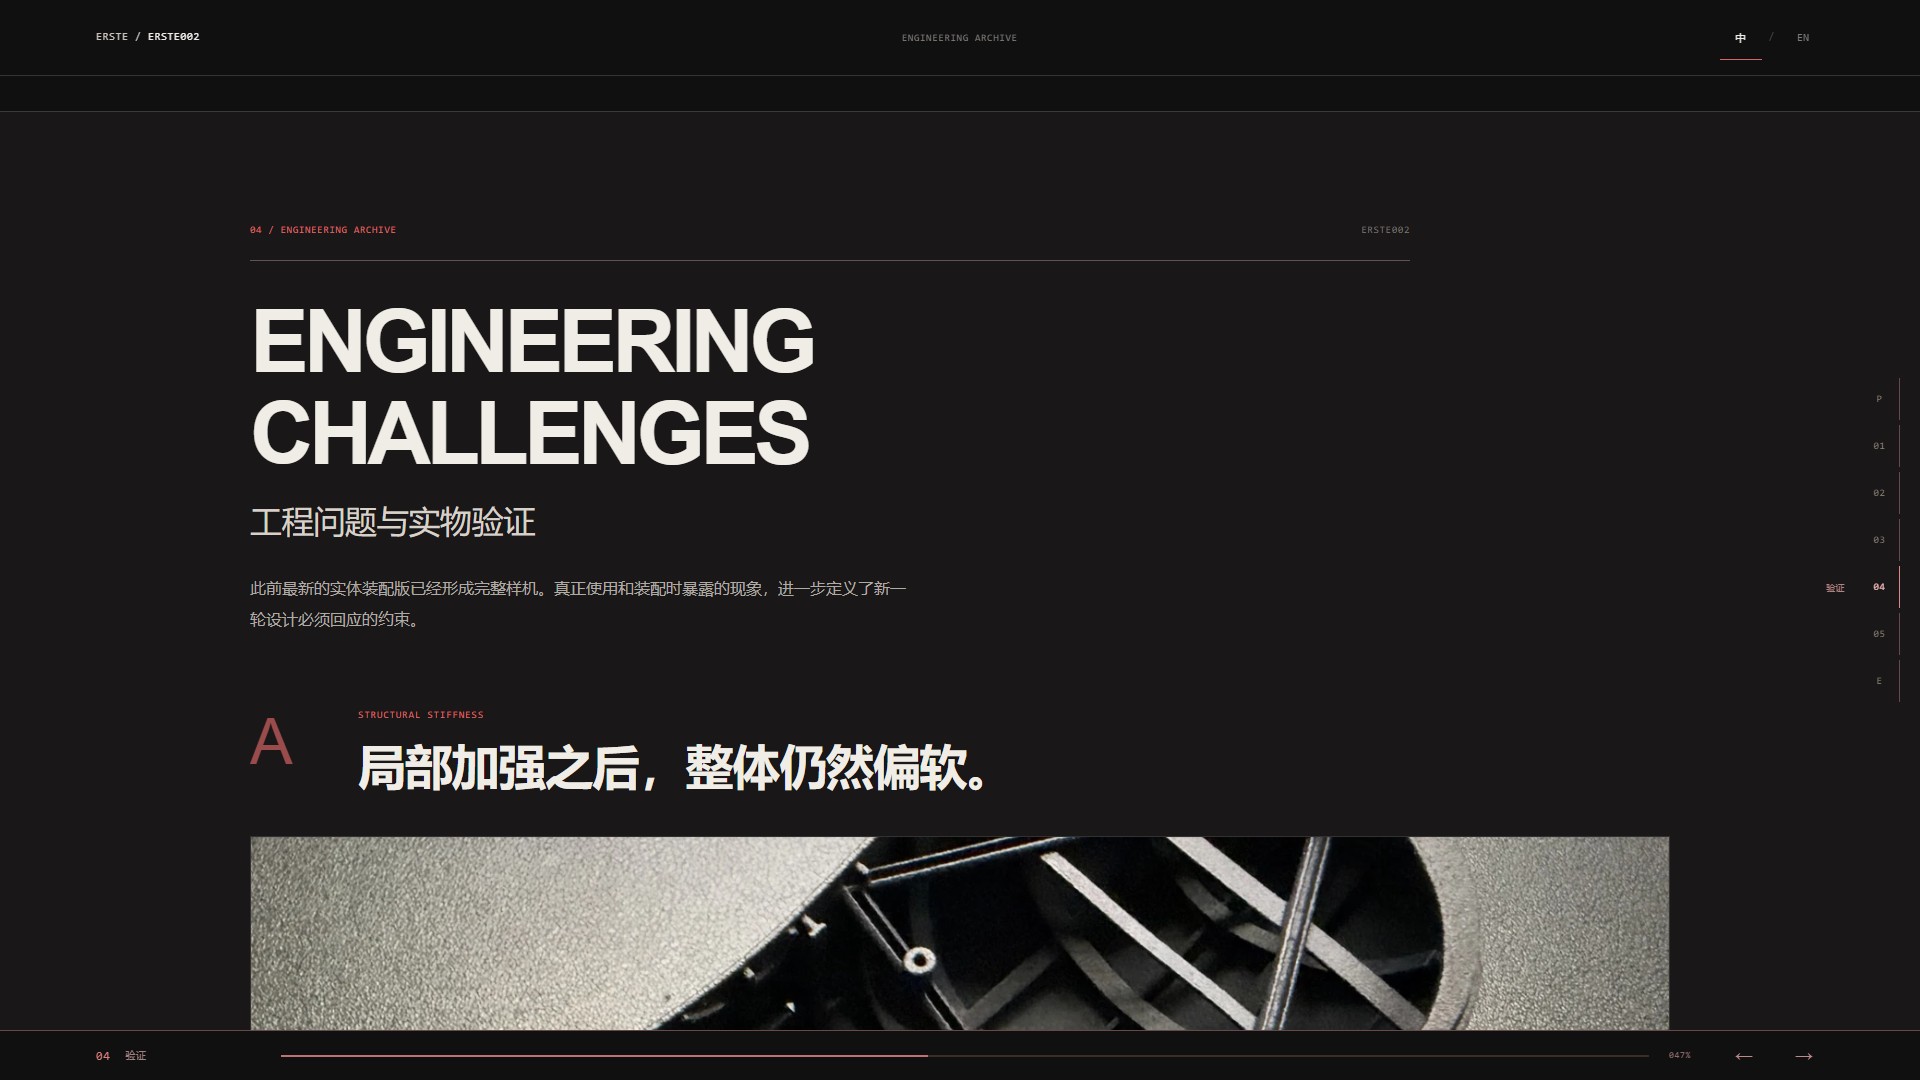 ERSTE / ERSTE002
ENGINEERING ARCHIVE
中 / EN
04 / ENGINEERING ARCHIVE
ERSTE002
ENGINEERING
CHALLENGES
工程问题与实物验证
此前最新的实体装配版已经形成完整样机。真正使用和装配时暴露的现象，进一步定义了新一
轮设计必须回应的约束。
A
STRUCTURAL STIFFNESS
局部加强之后，整体仍然偏软。
P
01
02
03
验证 04
05
E
04 验证
047% ← →